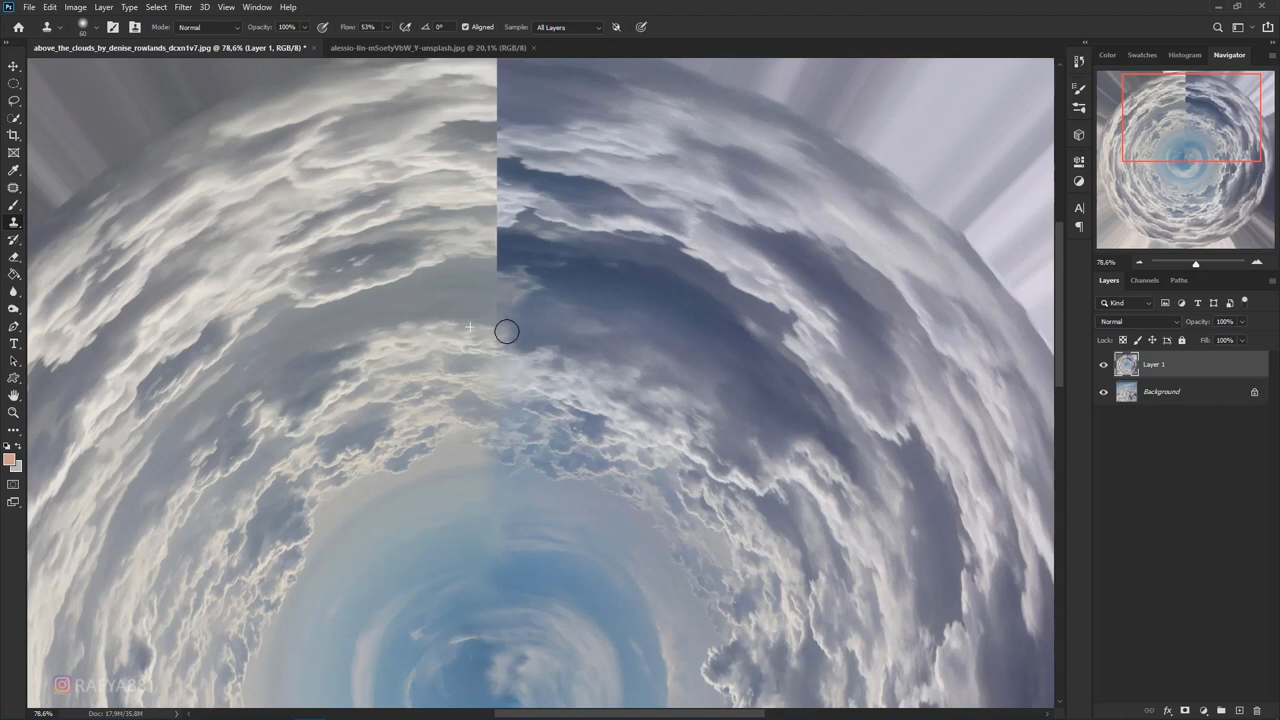 Ps File Edit Image Layer Type Select Filter 3D View Window Help
60 Mode: Normal Opacity: 100% Flow: 53% 0° Aligned Sample: All Layers
above_the_clouds_by_denise_rowlands_dcxn1v7.jpg @ 78,6% (Layer 1, RGB/8) * × alessio-lin-mSoetyVbW_Y-unsplash.jpg @ 20,1% (RGB/8) ×
Color Swatches Histogram Navigator
78,6%
Layers Channels Paths
Kind
Normal Opacity: 100%
Lock: Fill: 100%
Layer 1
Background
RAFYA881
78,6% Doc: 17,9M/35,8M